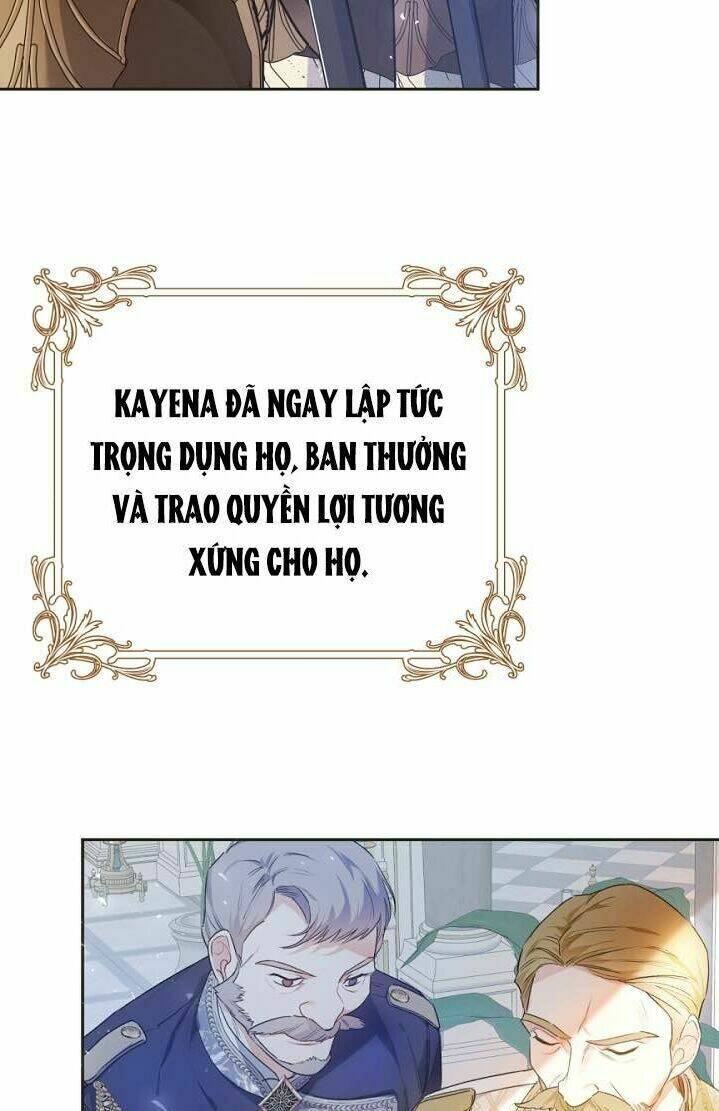 KAYENA ĐÃ NGAY LẬP TỨC
TRỌNG DỤNG HỌ, BAN THƯỞNG
VÀ TRAO QUYỀN LỢI TƯƠNG
XỨNG CHO HỌ.